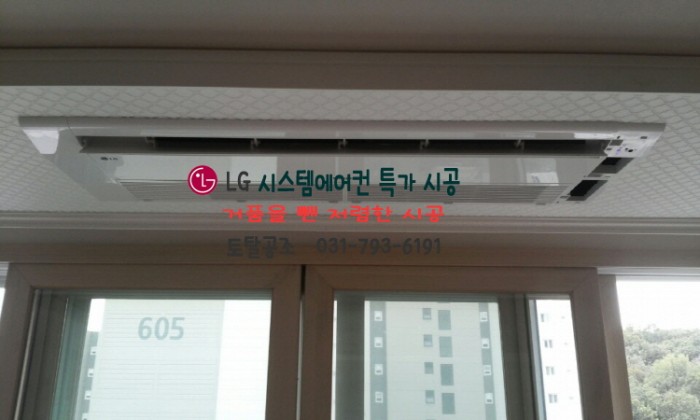 LG 시스템에어컨 특가 시공
거품을 뺀 저렴한 시공
토탈공조 031-793-6191
605